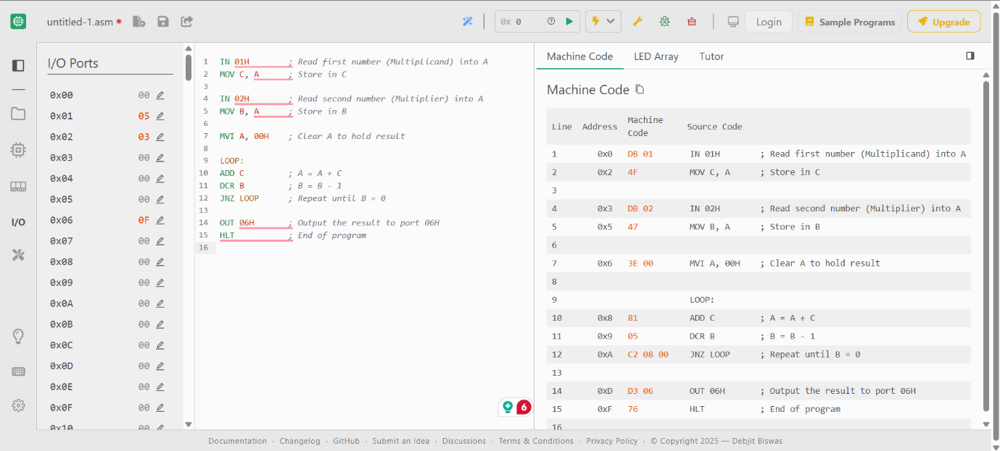 untitled-1.asm *
0x 0
Login
Sample Programs
Upgrade
I/O Ports
0x00 00
0x01 05
0x02 03
0x03 00
0x04 00
0x05 00
0x06 0F
0x07 00
0x08 00
0x09 00
0x0A 00
0x0B 00
0x0C 00
0x0D 00
0x0E 00
0x0F 00
0x10 00
I/O
1 IN 01H ; Read first number (Multiplicand) into A
2 MOV C, A ; Store in C
3
4 IN 02H ; Read second number (Multiplier) into A
5 MOV B, A ; Store in B
6
7 MVI A, 00H ; Clear A to hold result
8
9 LOOP:
10 ADD C ; A = A + C
11 DCR B ; B = B - 1
12 JNZ LOOP ; Repeat until B = 0
13
14 OUT 06H ; Output the result to port 06H
15 HLT ; End of program
16
6
Machine Code LED Array Tutor
Machine Code
Line Address Machine Code Source Code
1 0x0 DB 01 IN 01H ; Read first number (Multiplicand) into A
2 0x2 4F MOV C, A ; Store in C
3
4 0x3 DB 02 IN 02H ; Read second number (Multiplier) into A
5 0x5 47 MOV B, A ; Store in B
6
7 0x6 3E 00 MVI A, 00H ; Clear A to hold result
8
9 LOOP:
10 0x8 81 ADD C ; A = A + C
11 0x9 05 DCR B ; B = B - 1
12 0xA C2 08 00 JNZ LOOP ; Repeat until B = 0
13
14 0xD D3 06 OUT 06H ; Output the result to port 06H
15 0xF 76 HLT ; End of program
16
Documentation · Changelog · GitHub · Submit an Idea · Discussions · Terms & Conditions · Privacy Policy · © Copyright 2025 — Debjit Biswas